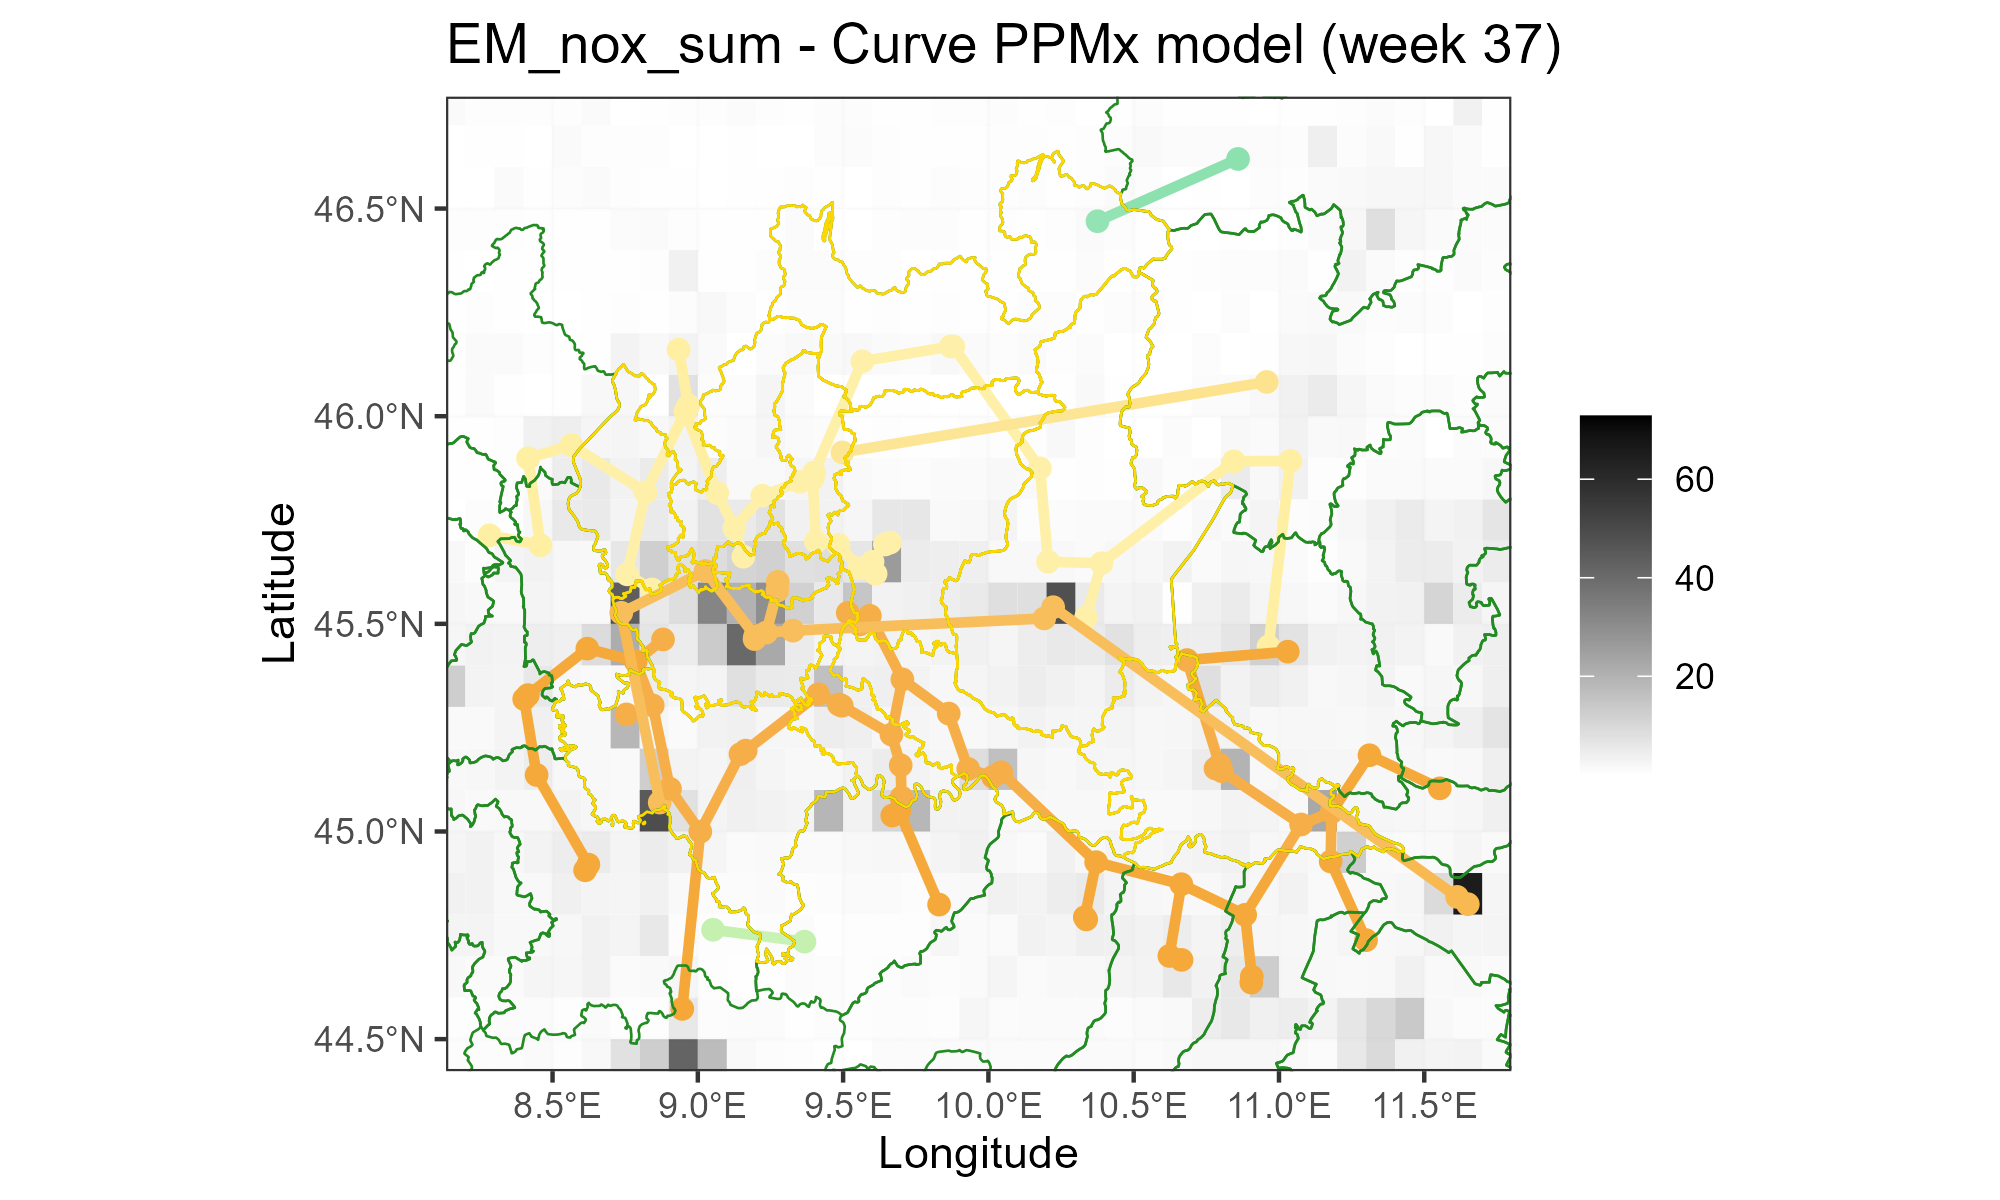 EM_nox_sum - Curve PPMx model (week 37)
46.5°N
46.0°N
45.5°N
45.0°N
44.5°N
Latitude
8.5°E 9.0°E 9.5°E 10.0°E 10.5°E 11.0°E 11.5°E
Longitude
60
40
20